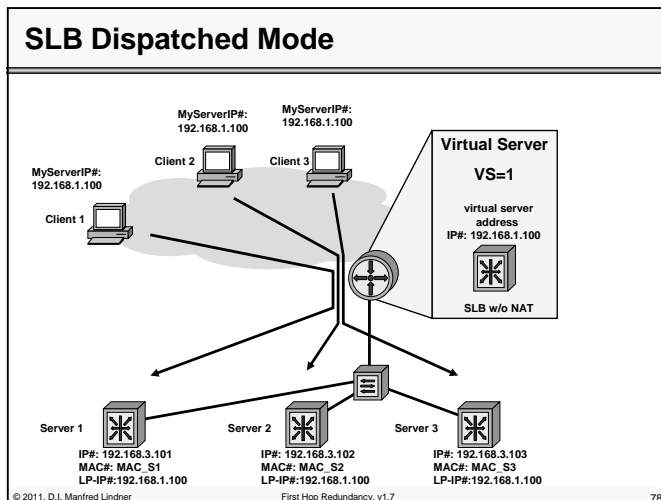 SLB Dispatched Mode
MyServerIP#:
192.168.1.100
MyServerIP#:
192.168.1.100
Client 2
Client 3
MyServerIP#:
192.168.1.100
Client 1
Virtual Server
VS=1
virtual server
address
IP#: 192.168.1.100
SLB w/o NAT
Server 1
IP#: 192.168.3.101
MAC#: MAC_S1
LP-IP#:192.168.1.100
Server 2
IP#: 192.168.3.102
MAC#: MAC_S2
LP-IP#:192.168.1.100
Server 3
IP#: 192.168.3.103
MAC#: MAC_S3
LP-IP#:192.168.1.100
© 2011, D.I. Manfred Lindner
First Hop Redundancy, v1.7
78